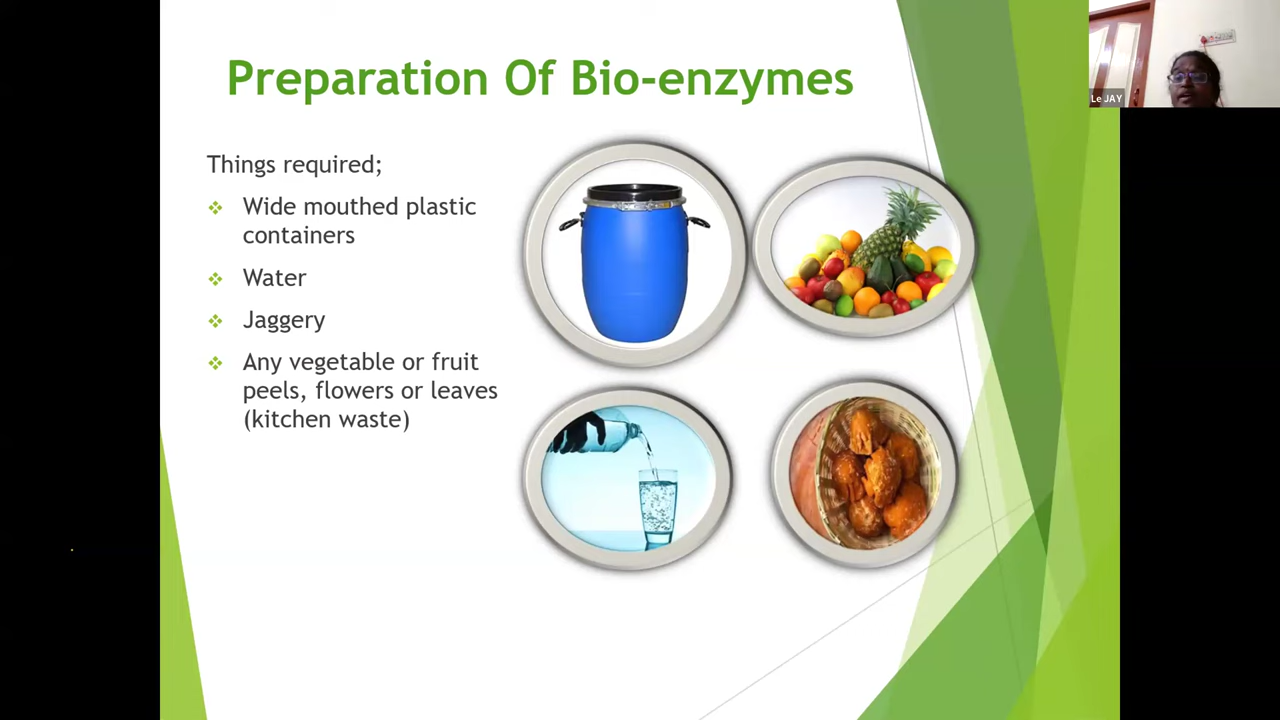 Preparation Of Bio-enzymes
Things required;
Wide mouthed plastic
containers
Water
Jaggery
Any vegetable or fruit
peels, flowers or leaves
(kitchen waste)
Le JAY